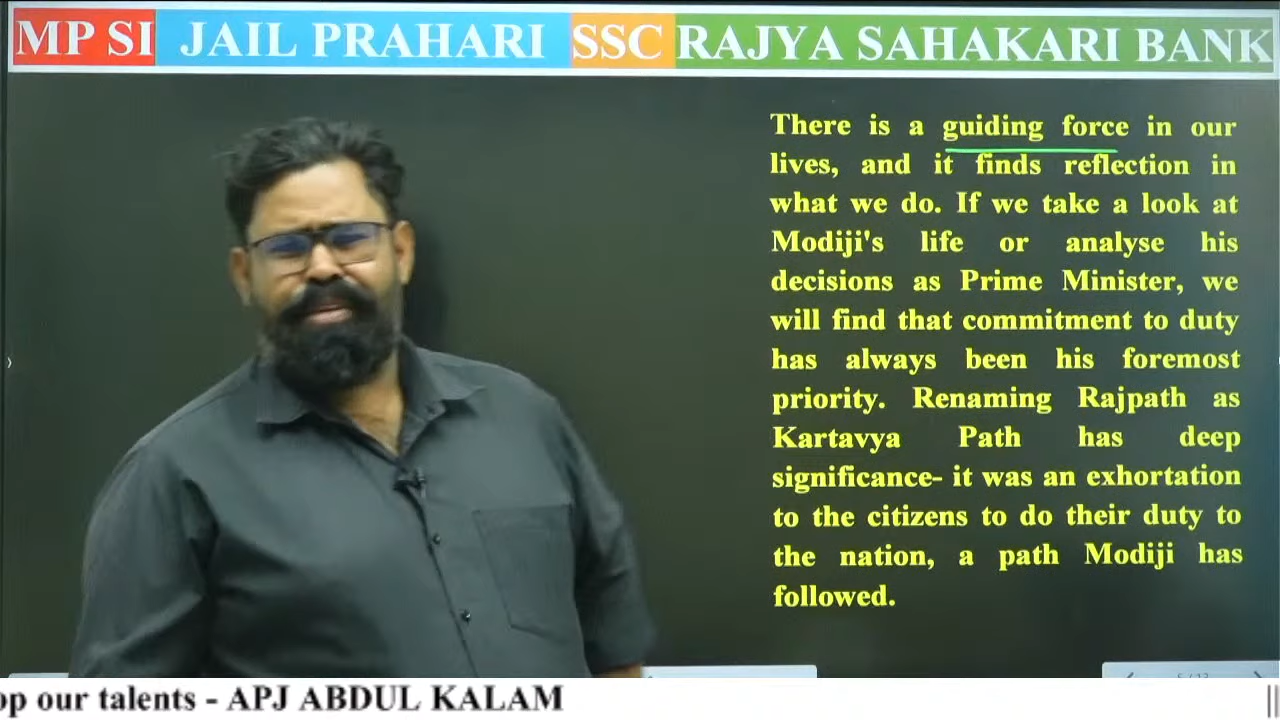 MP SI JAIL PRAHARI SSC RAJYA SAHAKARI BANK
There is a guiding force in our
lives, and it finds reflection in
what we do. If we take a look at
Modiji's life or analyse his
decisions as Prime Minister, we
will find that commitment to duty
has always been his foremost
priority. Renaming Rajpath as
Kartavya Path has deep
significance- it was an exhortation
to the citizens to do their duty to
the nation, a path Modiji has
followed.
op our talents - APJ ABDUL KALAM